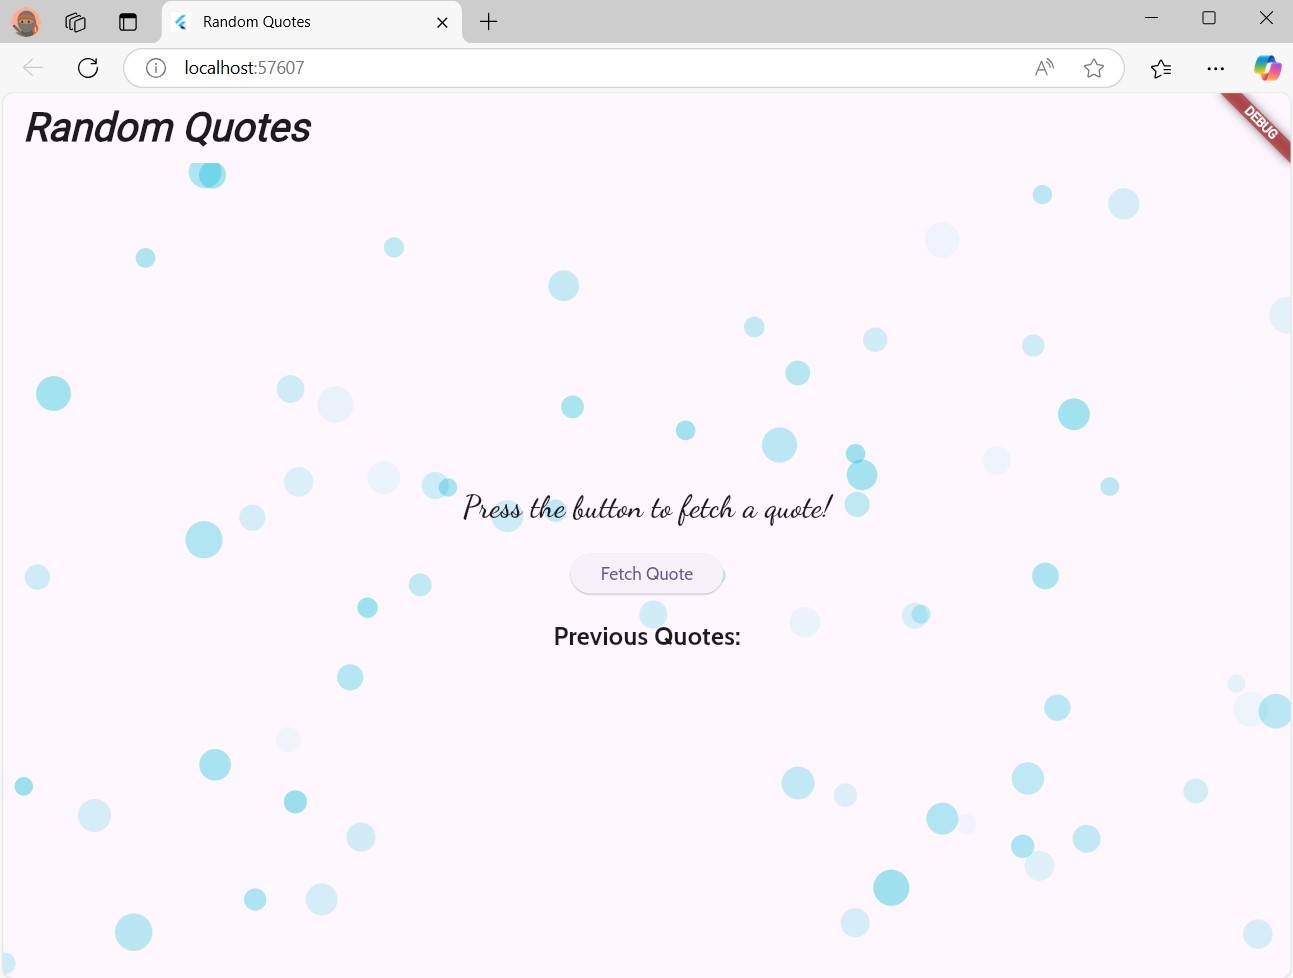 Random Quotes
localhost:57607
Random Quotes
DEBUG
Press the button to fetch a quote!
Fetch Quote
Previous Quotes: